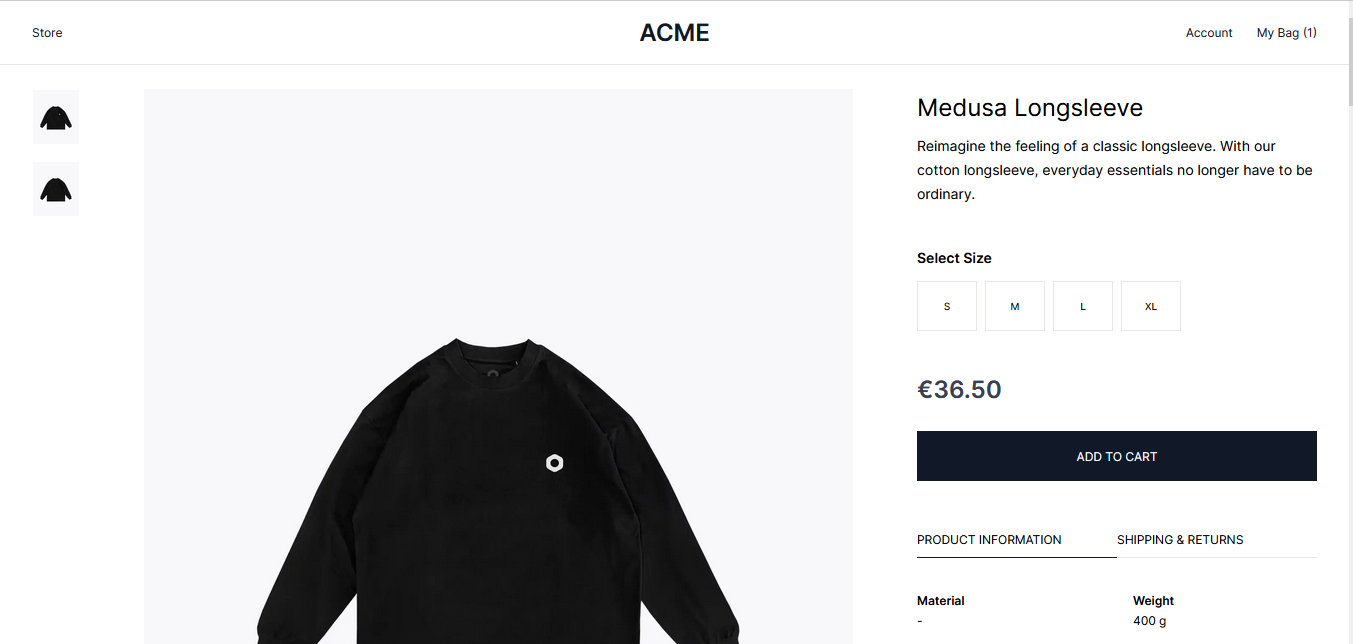 Store
ACME
Account
My Bag (1)
Medusa Longsleeve
Reimagine the feeling of a classic longsleeve. With our
cotton longsleeve, everyday essentials no longer have to be
ordinary.
Select Size
S
M
L
XL
€36.50
ADD TO CART
PRODUCT INFORMATION
SHIPPING & RETURNS
Material
-
Weight
400 g